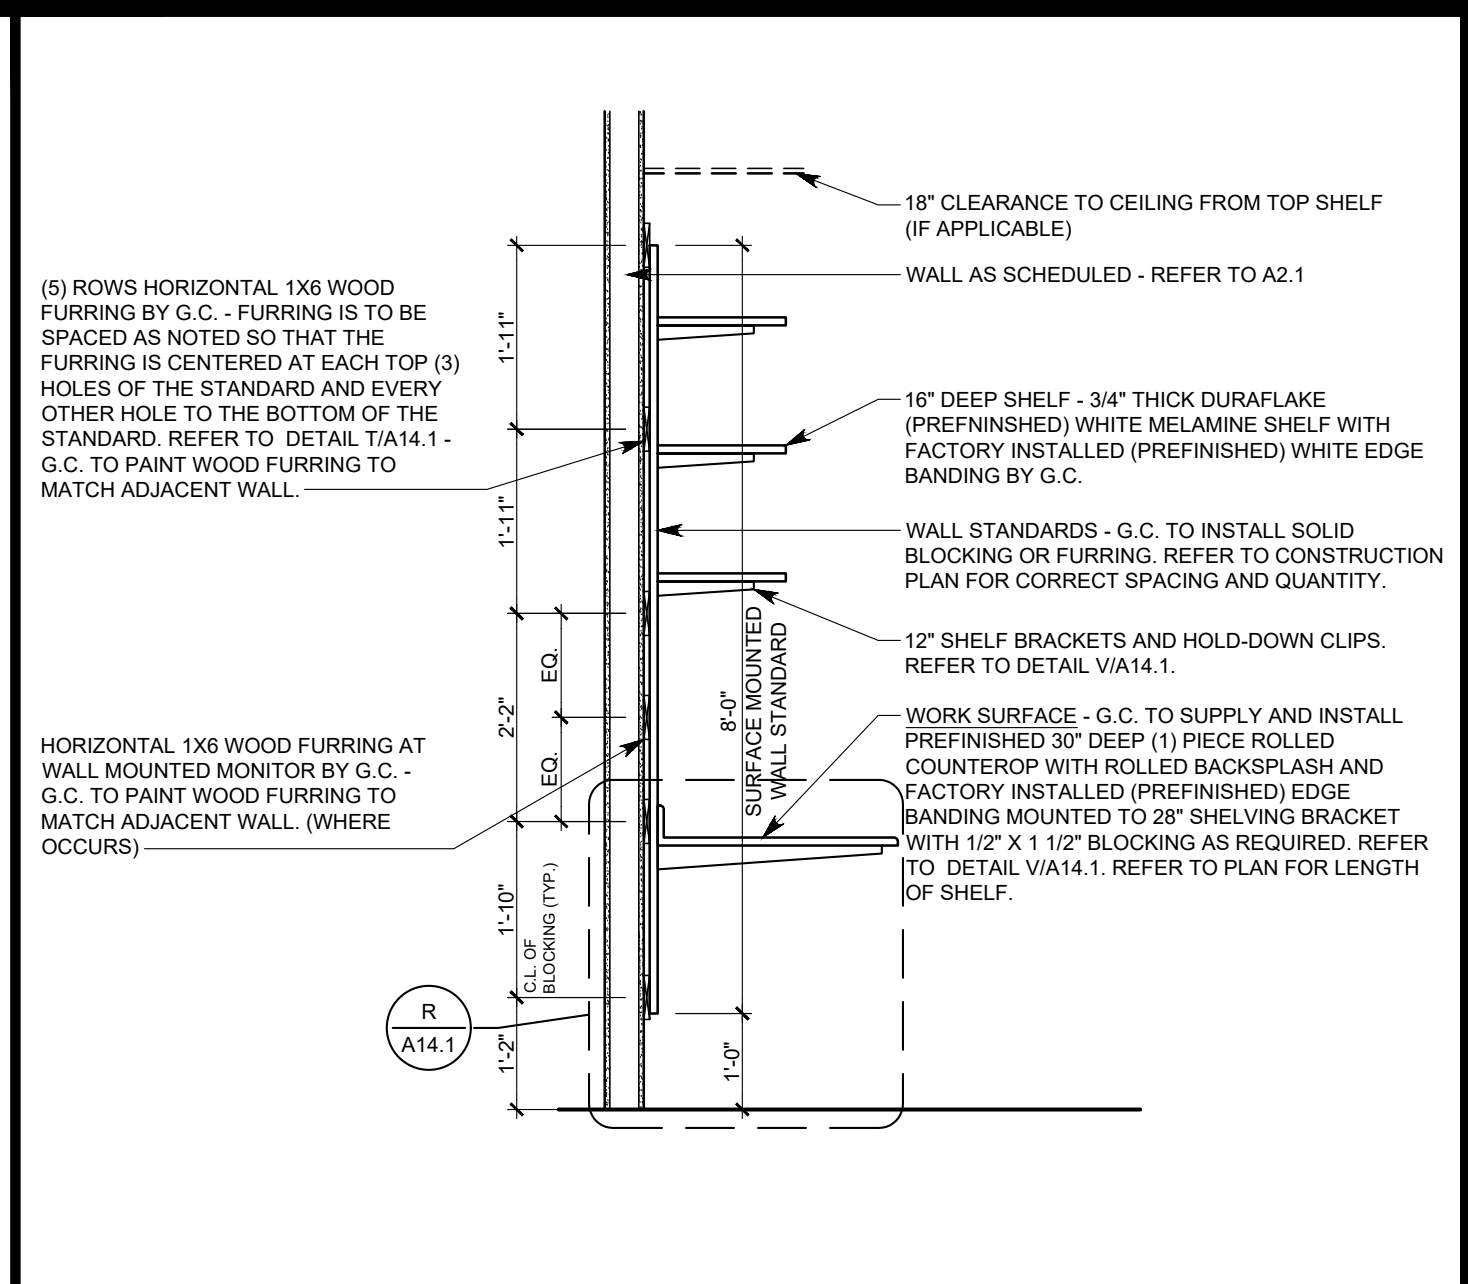 18" CLEARANCE TO CEILING FROM TOP SHELF
(IF APPLICABLE)
WALL AS SCHEDULED - REFER TO A2.1
(5) ROWS HORIZONTAL 1X6 WOOD
FURRING BY G.C. - FURRING IS TO BE
SPACED AS NOTED SO THAT THE
FURRING IS CENTERED AT EACH TOP (3)
HOLES OF THE STANDARD AND EVERY
OTHER HOLE TO THE BOTTOM OF THE
STANDARD. REFER TO  DETAIL T/A14.1 -
G.C. TO PAINT WOOD FURRING TO
MATCH ADJACENT WALL.
16" DEEP SHELF - 3/4" THICK DURAFLAKE
(PREFNINSHED) WHITE MELAMINE SHELF WITH
FACTORY INSTALLED (PREFINISHED) WHITE EDGE
BANDING BY G.C.
WALL STANDARDS - G.C. TO INSTALL SOLID
BLOCKING OR FURRING. REFER TO CONSTRUCTION
PLAN FOR CORRECT SPACING AND QUANTITY.
12" SHELF BRACKETS AND HOLD-DOWN CLIPS.
REFER TO DETAIL V/A14.1.
WORK SURFACE - G.C. TO SUPPLY AND INSTALL
PREFINISHED 30" DEEP (1) PIECE ROLLED
COUNTEROP WITH ROLLED BACKSPLASH AND
FACTORY INSTALLED (PREFINISHED) EDGE
BANDING MOUNTED TO 28" SHELVING BRACKET
WITH 1/2" X 1 1/2" BLOCKING AS REQUIRED. REFER
TO  DETAIL V/A14.1. REFER TO PLAN FOR LENGTH
OF SHELF.
HORIZONTAL 1X6 WOOD FURRING AT
WALL MOUNTED MONITOR BY G.C. -
G.C. TO PAINT WOOD FURRING TO
MATCH ADJACENT WALL. (WHERE
OCCURS)
1'-11"
1'-11"
2'-2"
1'-10"
1'-2"
EQ.
EQ.
C.L. OF
BLOCKING (TYP.)
8'-0"
SURFACE MOUNTED
WALL STANDARD
1'-0"
R
A14.1